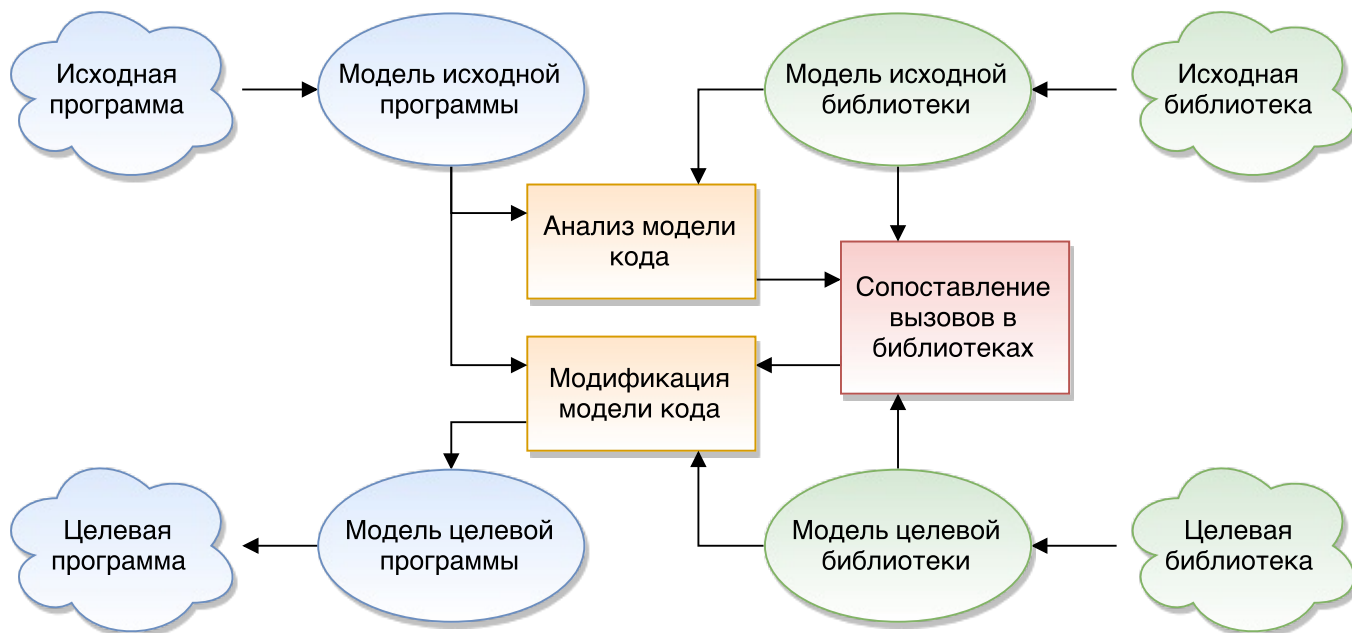 Исходная
программа
Модель исходной
программы
Модель исходной
библиотеки
Исходная
библиотека
Анализ модели
кода
Сопоставление
вызовов в
библиотеках
Модификация
модели кода
Целевая
программа
Модель целевой
программы
Модель целевой
библиотеки
Целевая
библиотека